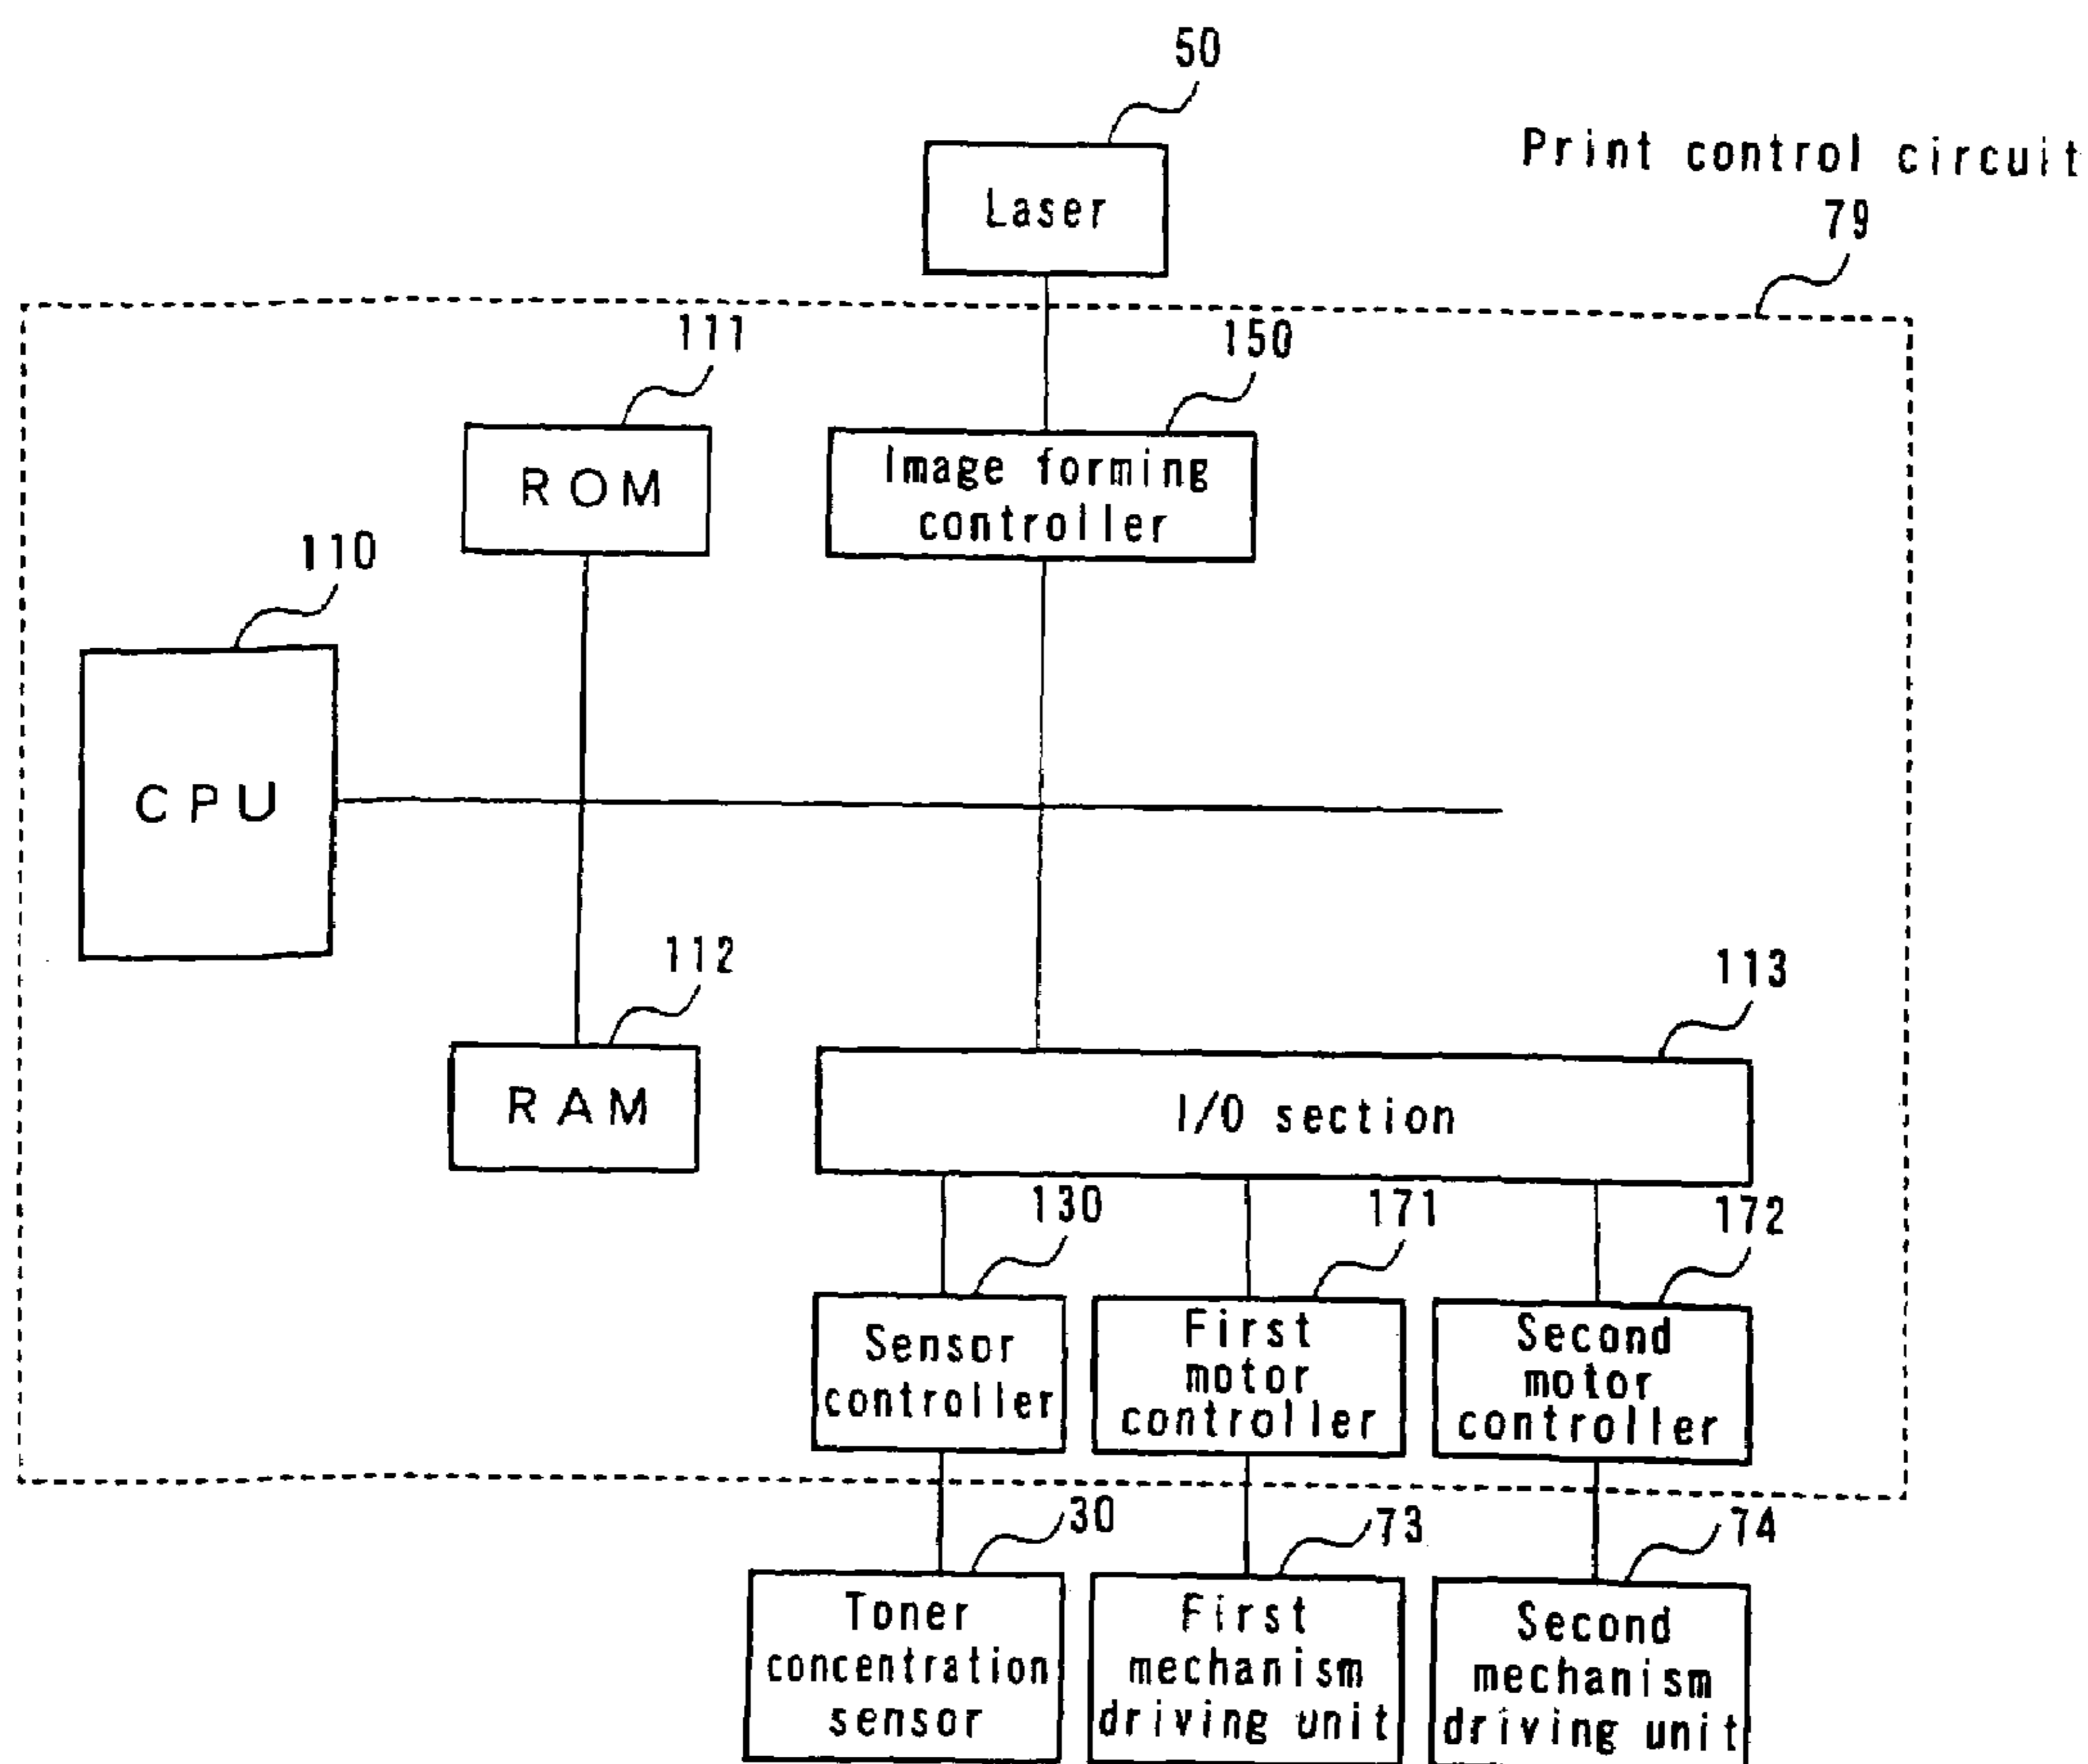 50
Laser
Print control circuit
79
111
150
ROM
Image forming
controller
110
CPU
112
RAM
113
I/O section
130
171
172
Sensor
controller
First
motor
controller
Second
motor
controller
30
73
74
Toner
concentration
sensor
First
mechanism
driving unit
Second
mechanism
driving unit